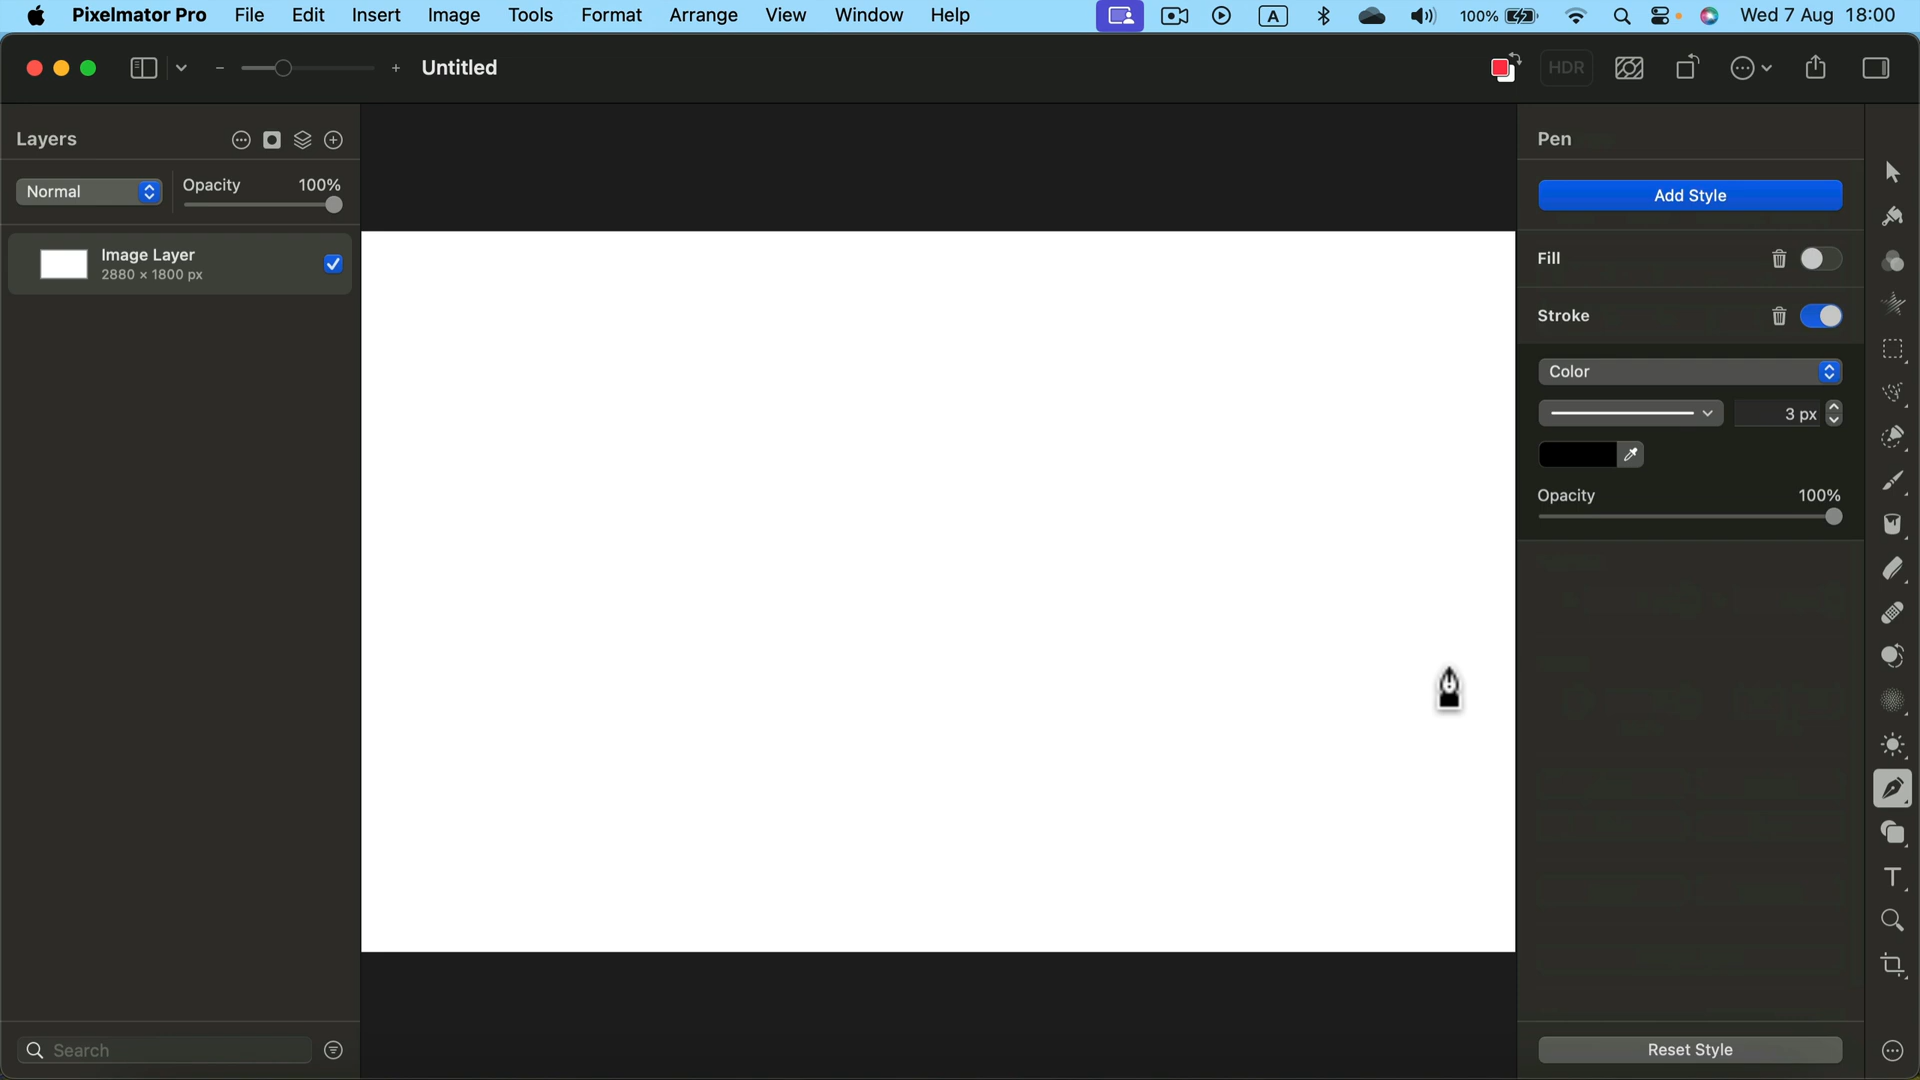 Pixelmator Pro File Edit Insert Image Tools Format Arrange View Window Help A 100% Wed 7 Aug 18:00
Untitled HDR
Layers
Normal Opacity 100%
Image Layer
2880 × 1800 px
Search
Pen
Add Style
Fill
Stroke
Color
3 px
Opacity 100%
Reset Style
T